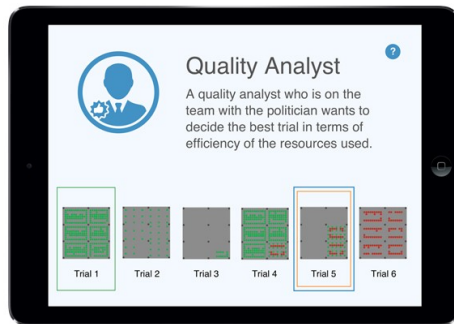 ?
Quality Analyst
A quality analyst who is on the
team with the politician wants to
decide the best trial in terms of
efficiency of the resources used.
Trial 1 Trial 2 Trial 3 Trial 4 Trial 5 Trial 6